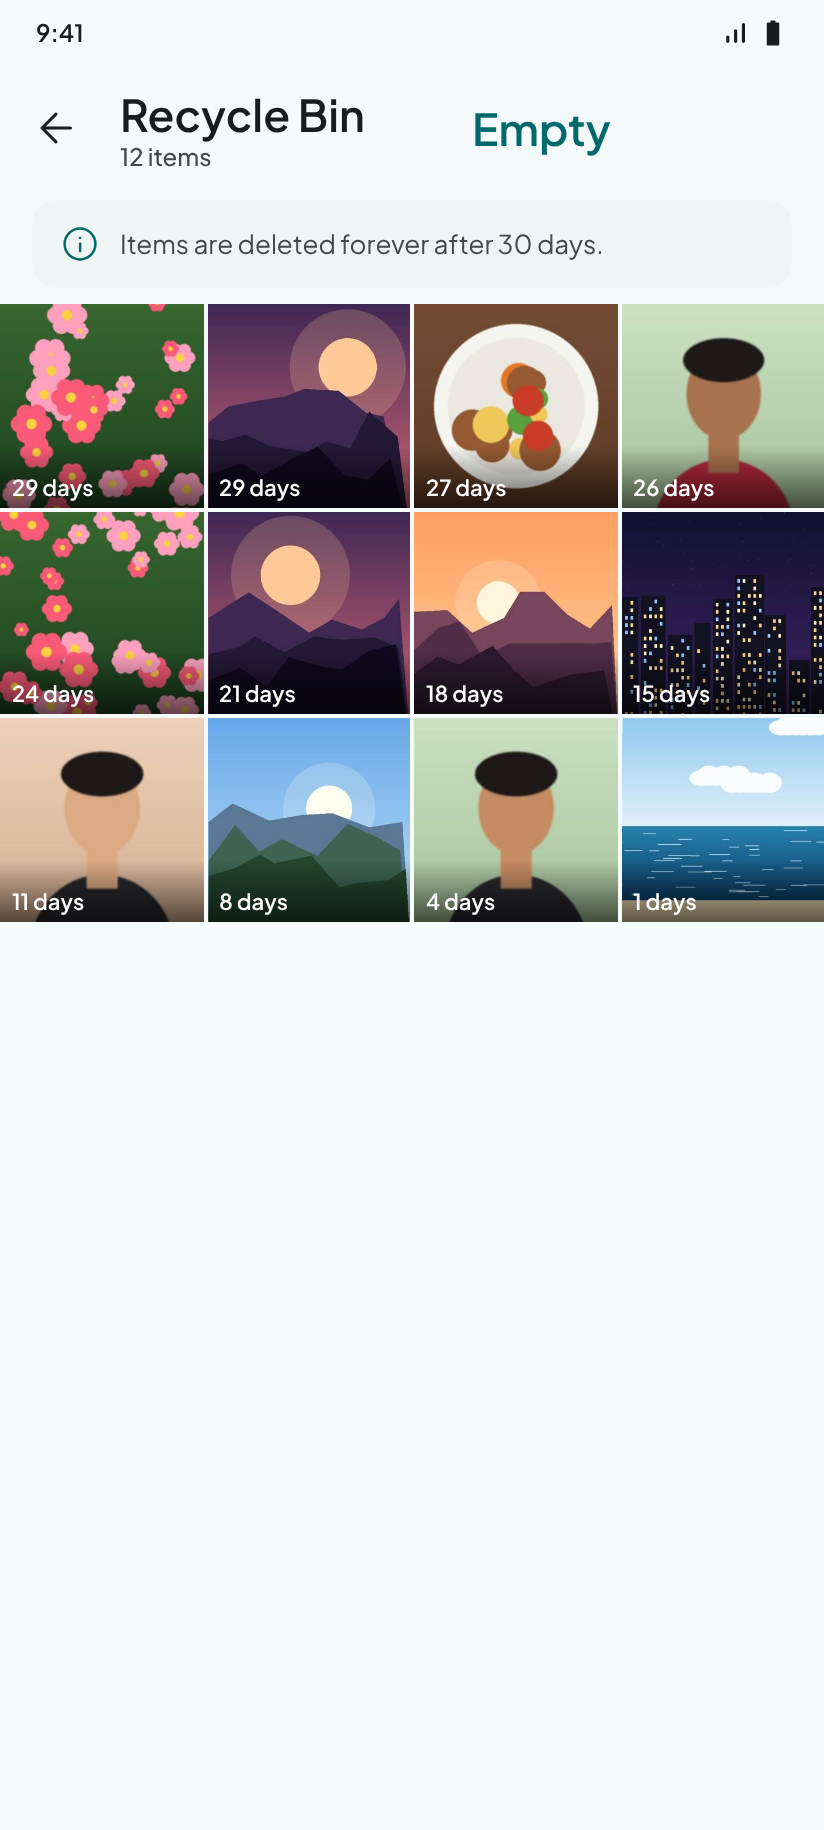 9:41
Recycle Bin
12 items
Empty
Items are deleted forever after 30 days.
29 days
29 days
27 days
26 days
24 days
21 days
18 days
15 days
11 days
8 days
4 days
1 days